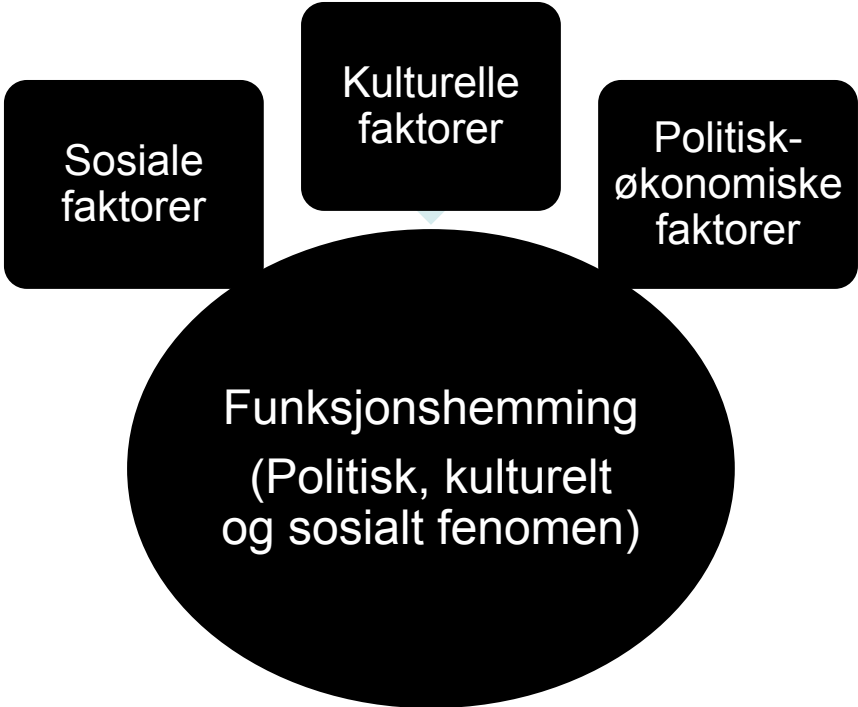 Sosiale
faktorer
Kulturelle
faktorer
Politisk-
økonomiske
faktorer
Funksjonshemming
(Politisk, kulturelt
og sosialt fenomen)